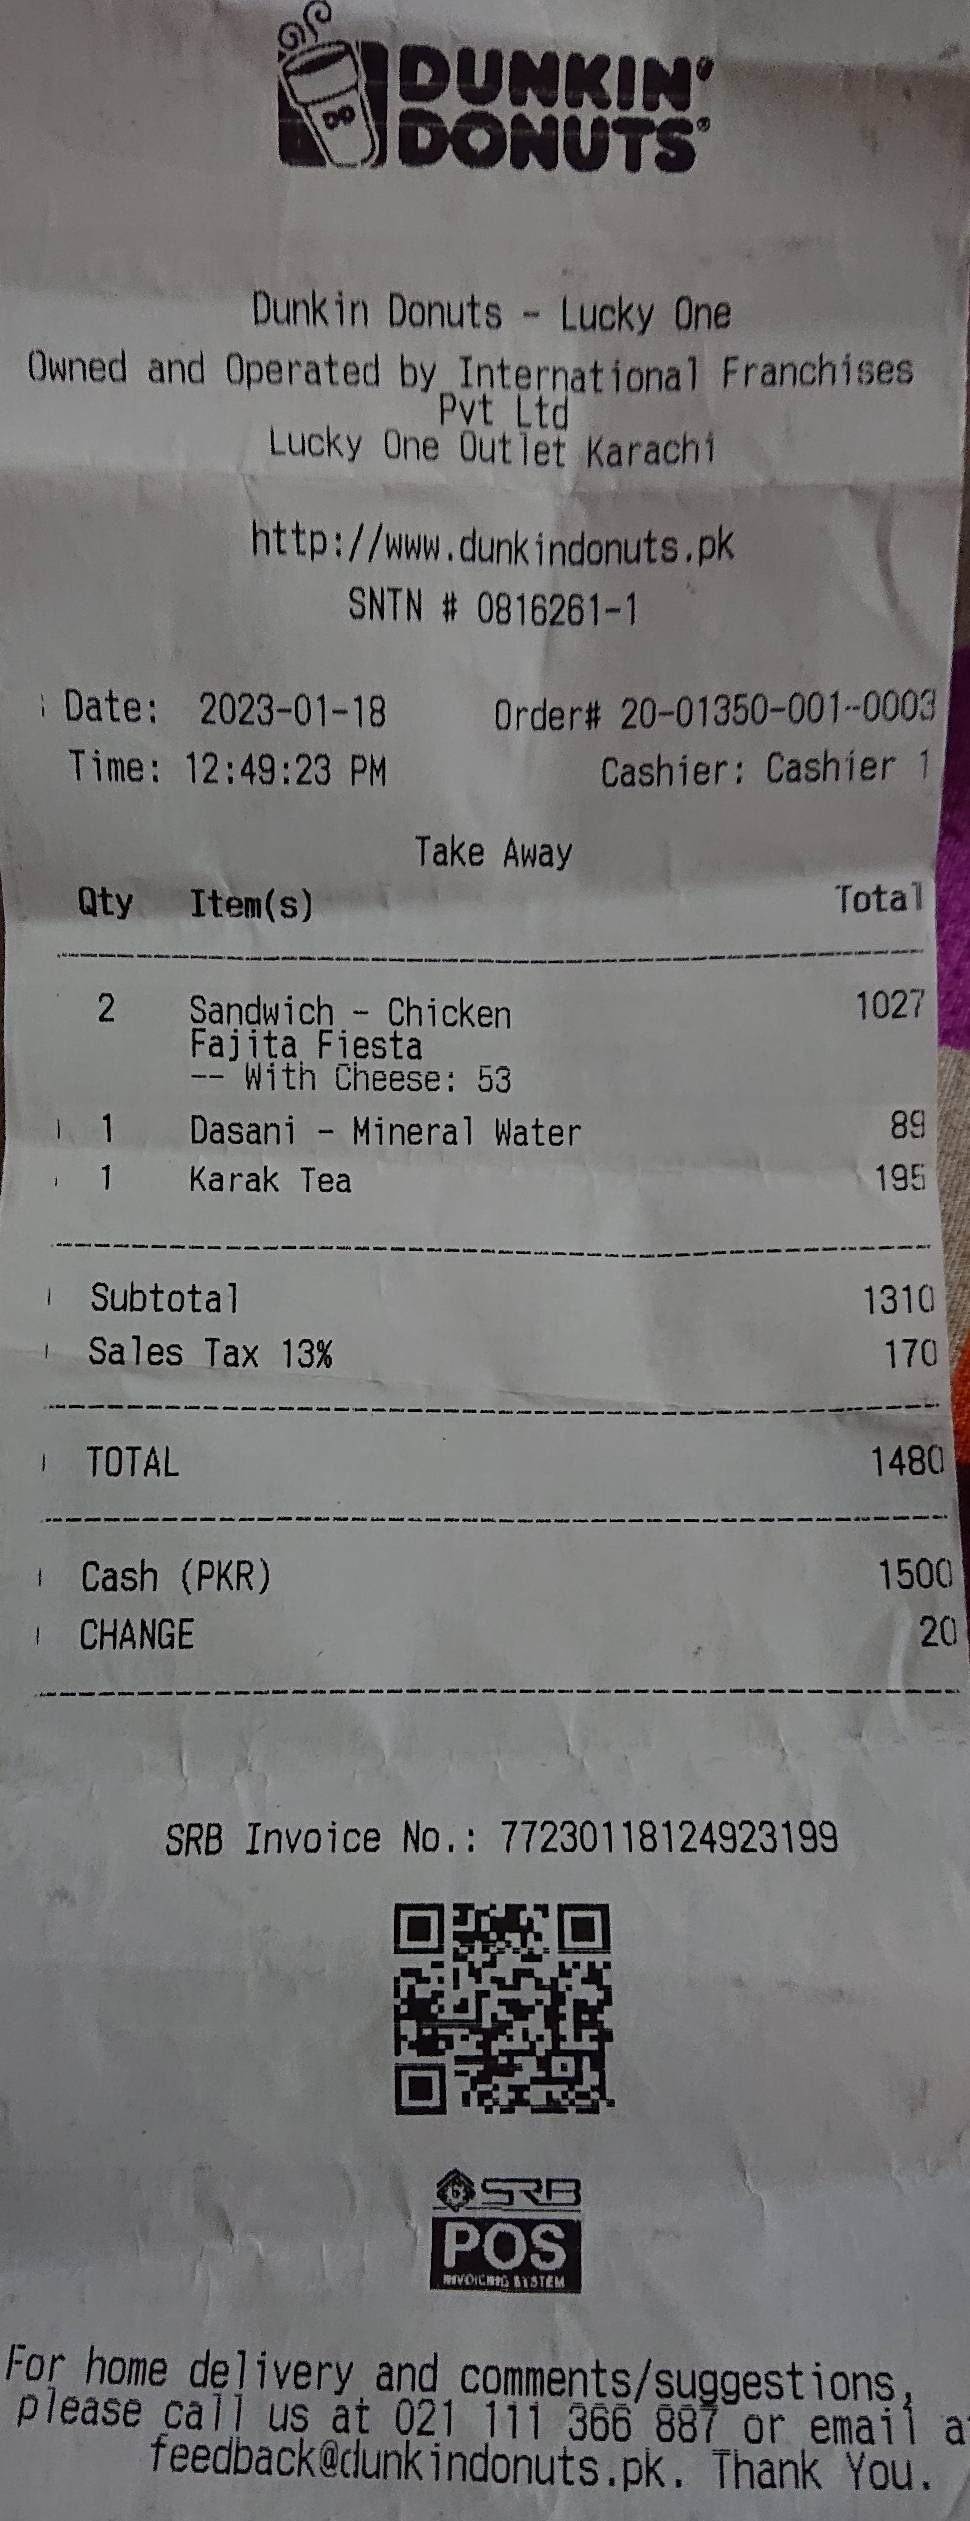 DD
DUNKIN'®
DONUTS®
Dunkin Donuts - Lucky One
Owned and Operated by International Franchises
Pvt Ltd
Lucky One Outlet Karachi
http://www.dunkindonuts.pk
SNTN # 0816261-1
Date: 2023-01-18 Order# 20-01350-001-0003
Time: 12:49:23 PM Cashier: Cashier 1
Take Away
Qty Item(s) Total
2 Sandwich - Chicken 1027
Fajita Fiesta
-- With Cheese: 53
1 Dasani - Mineral Water 89
1 Karak Tea 195
Subtotal 1310
Sales Tax 13% 170
TOTAL 1480
Cash (PKR) 1500
CHANGE 20
SRB Invoice No.: 77230118124923199
SRB
POS
INVOICING SYSTEM
For home delivery and comments/suggestions,
please call us at 021 111 366 887 or email a
feedback@dunkindonuts.pk. Thank You.